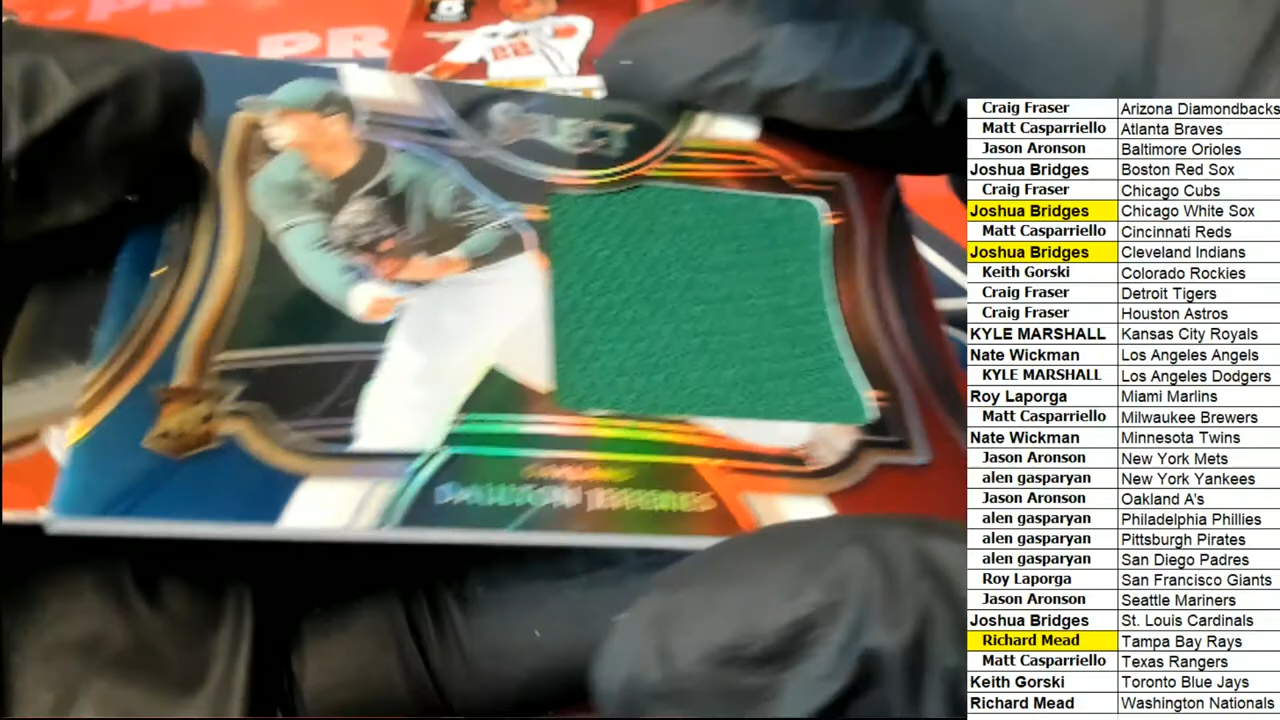 PR
PR
22
SELECT
DAULTON JEFFERIES
Craig Fraser Arizona Diamondbacks
Matt Casparriello Atlanta Braves
Jason Aronson Baltimore Orioles
Joshua Bridges Boston Red Sox
Craig Fraser Chicago Cubs
Joshua Bridges Chicago White Sox
Matt Casparriello Cincinnati Reds
Joshua Bridges Cleveland Indians
Keith Gorski Colorado Rockies
Craig Fraser Detroit Tigers
Craig Fraser Houston Astros
KYLE MARSHALL Kansas City Royals
Nate Wickman Los Angeles Angels
KYLE MARSHALL Los Angeles Dodgers
Roy Laporga Miami Marlins
Matt Casparriello Milwaukee Brewers
Nate Wickman Minnesota Twins
Jason Aronson New York Mets
alen gasparyan New York Yankees
Jason Aronson Oakland A's
alen gasparyan Philadelphia Phillies
alen gasparyan Pittsburgh Pirates
alen gasparyan San Diego Padres
Roy Laporga San Francisco Giants
Jason Aronson Seattle Mariners
Joshua Bridges St. Louis Cardinals
Richard Mead Tampa Bay Rays
Matt Casparriello Texas Rangers
Keith Gorski Toronto Blue Jays
Richard Mead Washington Nationals